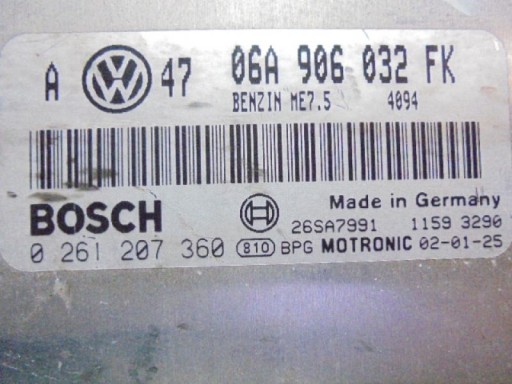 A VW 47 06A 906 032 FK
BENZIN ME7.5 4094
Made in Germany
BOSCH 26SA7991 1159 3290
0 261 207 360 810 BPG MOTRONIC 02-01-25